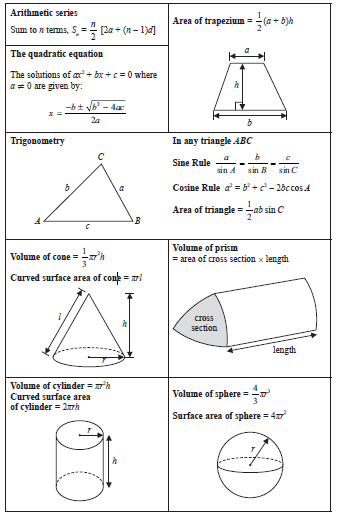 Arithmetic series
Sum to n terms, Sₙ = n/2 [2a + (n – 1)d]
The quadratic equation
The solutions of ax² + bx + c = 0 where
a ≠ 0 are given by:
x = (–b ± √(b² – 4ac))/2a
Area of trapezium = 1/2 (a + b)h
a
h
b
Trigonometry
C
b
a
A
B
c
In any triangle ABC
Sine Rule a/sin A = b/sin B = c/sin C
Cosine Rule a² = b² + c² – 2bc cos A
Area of triangle = 1/2 ab sin C
Volume of cone = 1/3 πr²h
Curved surface area of cone = πrl
l
h
r
Volume of prism
= area of cross section × length
cross
section
length
Volume of cylinder = πr²h
Curved surface area
of cylinder = 2πrh
r
h
Volume of sphere = 4/3 πr³
Surface area of sphere = 4πr²
r